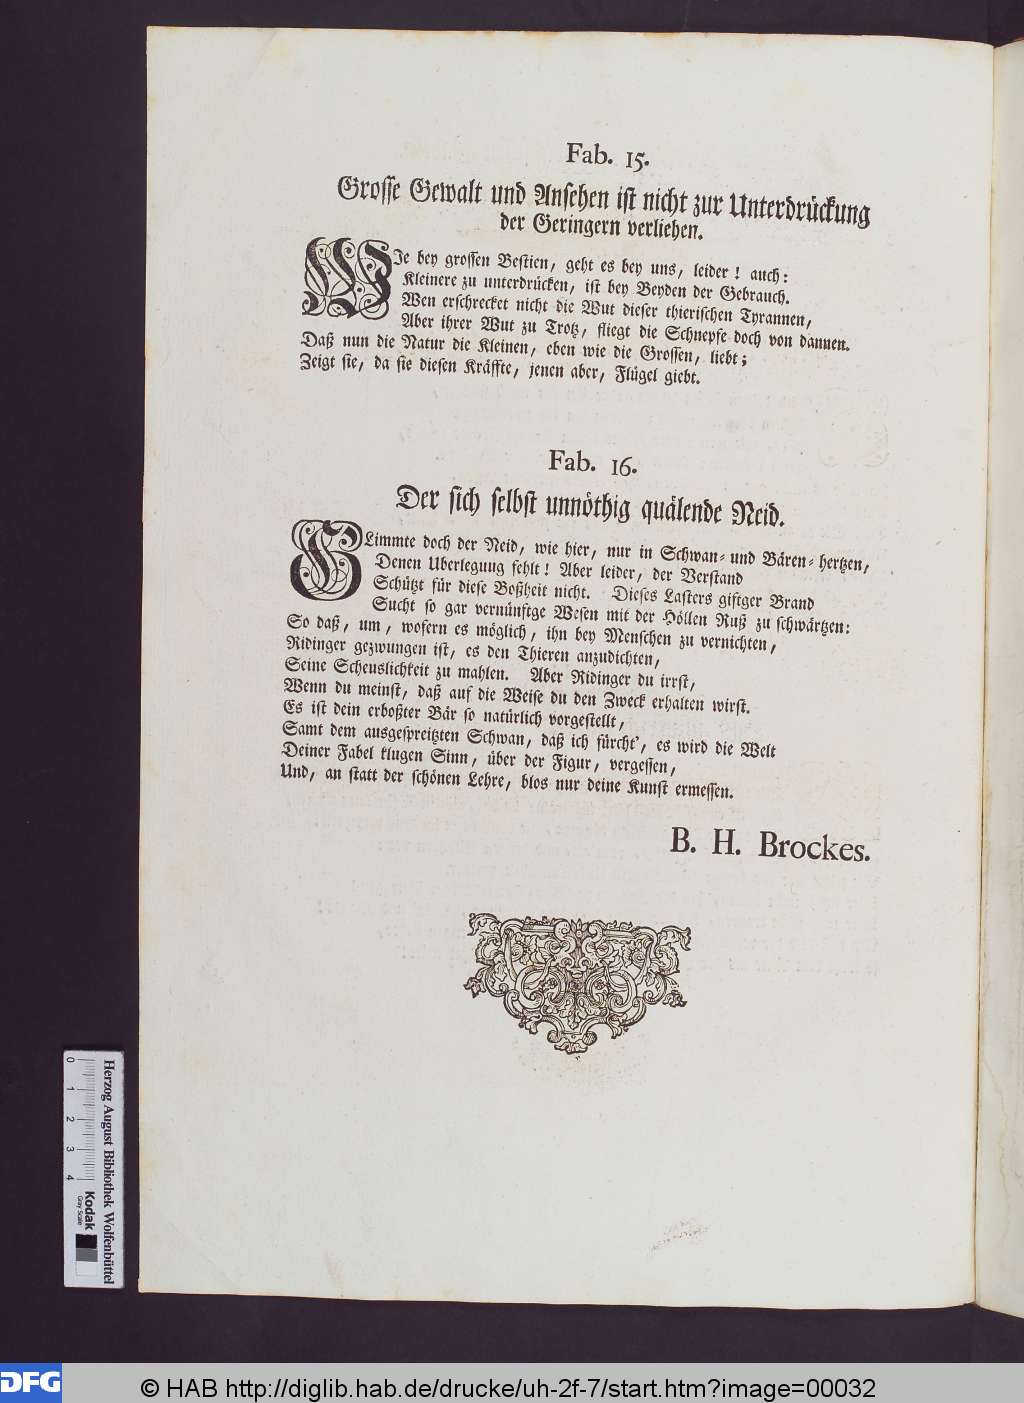 Fab. 15.
Grosse Gewalt und Ansehen ist nicht zur Unterdrückung
der Geringern verliehen.
WJe bey grossen Bestien, geht es bey uns, leider! auch:
Kleinere zu unterdrücken, ist bey Beyden der Gebrauch.
Wen erschrecket nicht die Wut dieser thierischen Tyrannen,
Aber ihrer Wut zu Trotz, fliegt die Schnepfe doch von dannen.
Daß nun die Natur die Kleinen, eben wie die Grossen, liebt;
Zeigt sie, da sie diesen Kräffte, jenen aber, Flügel giebt.
Fab. 16.
Der sich selbst unnöthig quälende Neid.
GLimmte doch der Neid, wie hier, nur in Schwan- und Bären-hertzen,
Denen Uberlegung fehlt! Aber leider, der Verstand
Schützt für diese Boßheit nicht. Dieses Lasters giftger Brand
Sucht so gar vernünftge Wesen mit der Höllen Ruß zu schwärtzen:
So daß, um, wofern es möglich, ihn bey Menschen zu vernichten,
Ridinger gezwungen ist, es den Thieren anzudichten,
Seine Scheuslichkeit zu mahlen. Aber Ridinger du irrst,
Wenn du meinst, daß auf die Weise du den Zweck erhalten wirst.
Es ist dein erboßter Bär so natürlich vorgestellt,
Samt dem ausgespreitzten Schwan, daß ich fürcht', es wird die Welt
Deiner Fabel klugen Sinn, über der Figur, vergessen,
Und, an statt der schönen Lehre, blos nur deine Kunst ermessen.
B. H. Brockes.
0 1 2 3 4
Herzog August Bibliothek Wolfenbüttel
Kodak
Gray Scale
DFG
© HAB http://diglib.hab.de/drucke/uh-2f-7/start.htm?image=00032